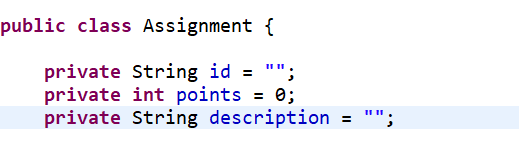 public class Assignment {
private String id = "";
private int points = 0;
private String description = "";